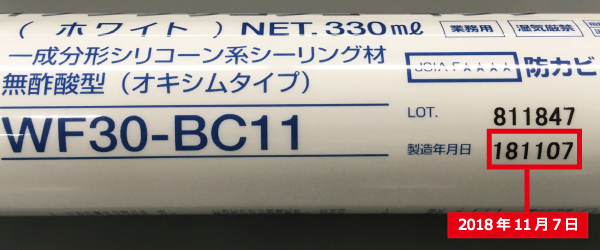 (ホワイト) NET. 330mℓ 業務用 湿気厳禁
一成分形シリコーン系シーリング材
無酢酸型(オキシムタイプ)
JSIA F☆☆☆☆ 防カビ
WF30-BC11
LOT. 811847
製造年月日 181107
2018年11月7日